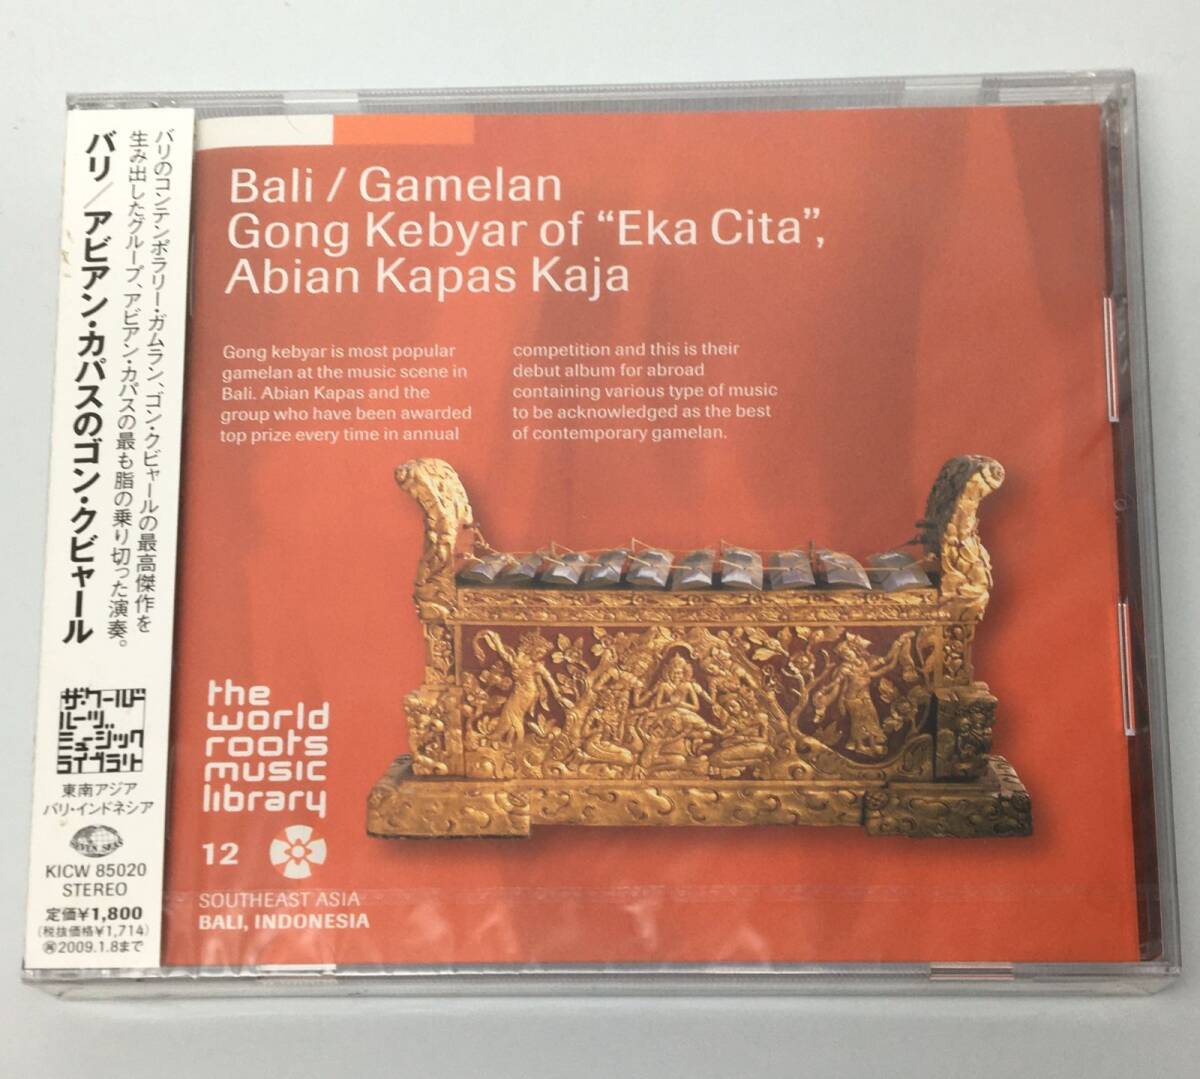 バリのコンテンポラリー・ガムラン、ゴン・クビャールの最高傑作を
生み出したグループ、アビアン・カパスの最も脂の乗り切った演奏。
バリ／アビアン・カパスのゴン・クビャール
ザ・ワールド
ルーツ
ミュージック
ライブラリー
東南アジア
バリ・インドネシア
SEVEN SEAS
KICW 85020
STEREO
定価¥1,800
(税抜価格¥1,714)
㋐2009.1.8まで
Bali / Gamelan
Gong Kebyar of “Eka Cita”,
Abian Kapas Kaja
Gong kebyar is most popular
gamelan at the music scene in
Bali. Abian Kapas and the
group who have been awarded
top prize every time in annual
competition and this is their
debut album for abroad
containing various type of music
to be acknowledged as the best
of contemporary gamelan.
the
world
roots
music
library
12
SOUTHEAST ASIA
BALI, INDONESIA